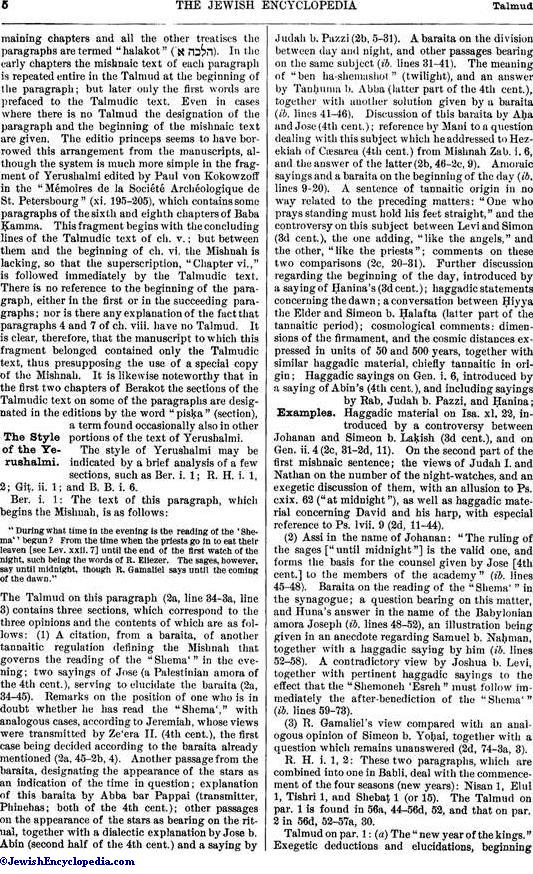 5
THE JEWISH ENCYCLOPEDIA
Talmud
maining chapters and all the other treatises the
paragraphs are termed "halakot" (הלכה א׳). In the
early chapters the mishnaic text of each paragraph
is repeated entire in the Talmud at the beginning of
the paragraph; but later only the first words are
prefaced to the Talmudic text. Even in cases
where there is no Talmud the designation of the
paragraph and the beginning of the mishnaic text
are given. The editio princeps seems to have bor-
rowed this arrangement from the manuscripts, al-
though the system is much more simple in the frag-
ment of Yerushalmi edited by Paul von Kokowzoff
in the "Mémoires de la Société Archéologique de
St. Petersbourg" (xi. 195-205), which contains some
paragraphs of the sixth and eighth chapters of Baba
Ḳamma. This fragment begins with the concluding
lines of the Talmudic text of ch. v.; but between
them and the beginning of ch. vi. the Mishnah is
lacking, so that the superscription, "Chapter vi.,"
is followed immediately by the Talmudic text.
There is no reference to the beginning of the para-
graph, either in the first or in the succeeding para-
graphs; nor is there any explanation of the fact that
paragraphs 4 and 7 of ch. viii. have no Talmud. It
is clear, therefore, that the manuscript to which this
fragment belonged contained only the Talmudic
text, thus presupposing the use of a special copy
of the Mishnah. It is likewise noteworthy that in
the first two chapters of Berakot the sections of the
Talmudic text on some of the paragraphs are desig-
nated in the editions by the word "pisḳa" (section),
a term found occasionally also in other
The Style portions of the text of Yerushalmi.
of the Ye- The style of Yerushalmi may be
rushalmi. indicated by a brief analysis of a few
sections, such as Ber. i. 1; R. H. i. 1,
2; Giṭ. ii. 1; and B. B. i. 6.
Ber. i. 1: The text of this paragraph, which
begins the Mishnah, is as follows:
"During what time in the evening is the reading of the 'She-
ma'' begun? From the time when the priests go in to eat their
leaven [see Lev. xxii. 7] until the end of the first watch of the
night, such being the words of R. Eliezer. The sages, however,
say until midnight, though R. Gamaliel says until the coming
of the dawn."
The Talmud on this paragraph (2a, line 34-3a, line
3) contains three sections, which correspond to the
three opinions and the contents of which are as fol-
lows: (1) A citation, from a baraita, of another
tannaitic regulation defining the Mishnah that
governs the reading of the "Shema'" in the eve-
ning; two sayings of Jose (a Palestinian amora of
the 4th cent.), serving to elucidate the baraita (2a,
34-45). Remarks on the position of one who is in
doubt whether he has read the "Shema'," with
analogous cases, according to Jeremiah, whose views
were transmitted by Ze'era II. (4th cent.), the first
case being decided according to the baraita already
mentioned (2a, 45-2b, 4). Another passage from the
baraita, designating the appearance of the stars as
an indication of the time in question; explanation
of this baraita by Abba bar Pappai (transmitter,
Phinehas; both of the 4th cent.); other passages
on the appearance of the stars as bearing on the rit-
ual, together with a dialectic explanation by Jose b.
Abin (second half of the 4th cent.) and a saying by
Judah b. Pazzi (2b, 5-31). A baraita on the division
between day and night, and other passages bearing
on the same subject (ib. lines 31-41). The meaning
of "ben ha-shemashot" (twilight), and an answer
by Tanḥuma b. Abba (latter part of the 4th cent.),
together with another solution given by a baraita
(ib. lines 41-46). Discussion of this baraita by Aḥa
and Jose (4th cent.); reference by Mani to a question
dealing with this subject which he addressed to Hez-
ekiah of Cæsarea (4th cent.) from Mishnah Zab. i. 6,
and the answer of the latter (2b, 46-2c, 9). Amoraic
sayings and a baraita on the beginning of the day (ib.
lines 9-20). A sentence of tannaitic origin in no
way related to the preceding matters: "One who
prays standing must hold his feet straight," and the
controversy on this subject between Levi and Simon
(3d cent.), the one adding, "like the angels," and
the other, "like the priests"; comments on these
two comparisons (2c, 20-31). Further discussion
regarding the beginning of the day, introduced by
a saying of Ḥanina's (3d cent.); haggadic statements
concerning the dawn; a conversation between Ḥiyya
the Elder and Simeon b. Ḥalafta (latter part of the
tannaitic period); cosmological comments: dimen-
sions of the firmament, and the cosmic distances ex-
pressed in units of 50 and 500 years, together with
similar haggadic material, chiefly tannaitic in ori-
gin; Haggadic sayings on Gen. i. 6, introduced by
a saying of Abin's (4th cent.), and including sayings
by Rab, Judah b. Pazzi, and Ḥanina;
Examples. Haggadic material on Isa. xl. 22, in-
troduced by a controversy between
Johanan and Simeon b. Laḳish (3d cent.), and on
Gen. ii. 4 (2c, 31-2d, 11). On the second part of the
first mishnaic sentence; the views of Judah I. and
Nathan on the number of the night-watches, and an
exegetic discussion of them, with an allusion to Ps.
cxix. 62 ("at midnight"), as well as haggadic mate-
rial concerning David and his harp, with especial
reference to Ps. lvii. 9 (2d, 11-44).
(2) Assi in the name of Johanan: "The ruling of
the sages ["until midnight"] is the valid one, and
forms the basis for the counsel given by Jose [4th
cent.] to the members of the academy" (ib. lines
45-48). Baraita on the reading of the "Shema'" in
the synagogue; a question bearing on this matter,
and Huna's answer in the name of the Babylonian
amora Joseph (ib. lines 48-52), an illustration being
given in an anecdote regarding Samuel b. Naḥman,
together with a haggadic saying by him (ib. lines
52-58). A contradictory view by Joshua b. Levi,
together with pertinent haggadic sayings to the
effect that the "Shemoneh 'Esreh" must follow im-
mediately the after-benediction of the "Shema'"
(ib. lines 59-73).
(3) R. Gamaliel's view compared with an anal-
ogous opinion of Simeon b. Yoḥai, together with a
question which remains unanswered (2d, 74-3a, 3).
R. H. i. 1, 2: These two paragraphs, which are
combined into one in Babli, deal with the commence-
ment of the four seasons (new years): Nisan 1, Elul
1, Tishri 1, and Shebaṭ 1 (or 15). The Talmud on
par. 1 is found in 56a, 44-56d, 52, and that on par.
2 in 56d, 52-57a, 30.
Talmud on par. 1: (a) The "new year of the kings."
Exegetic deductions and elucidations, beginning
©JewishEncyclopedia.com